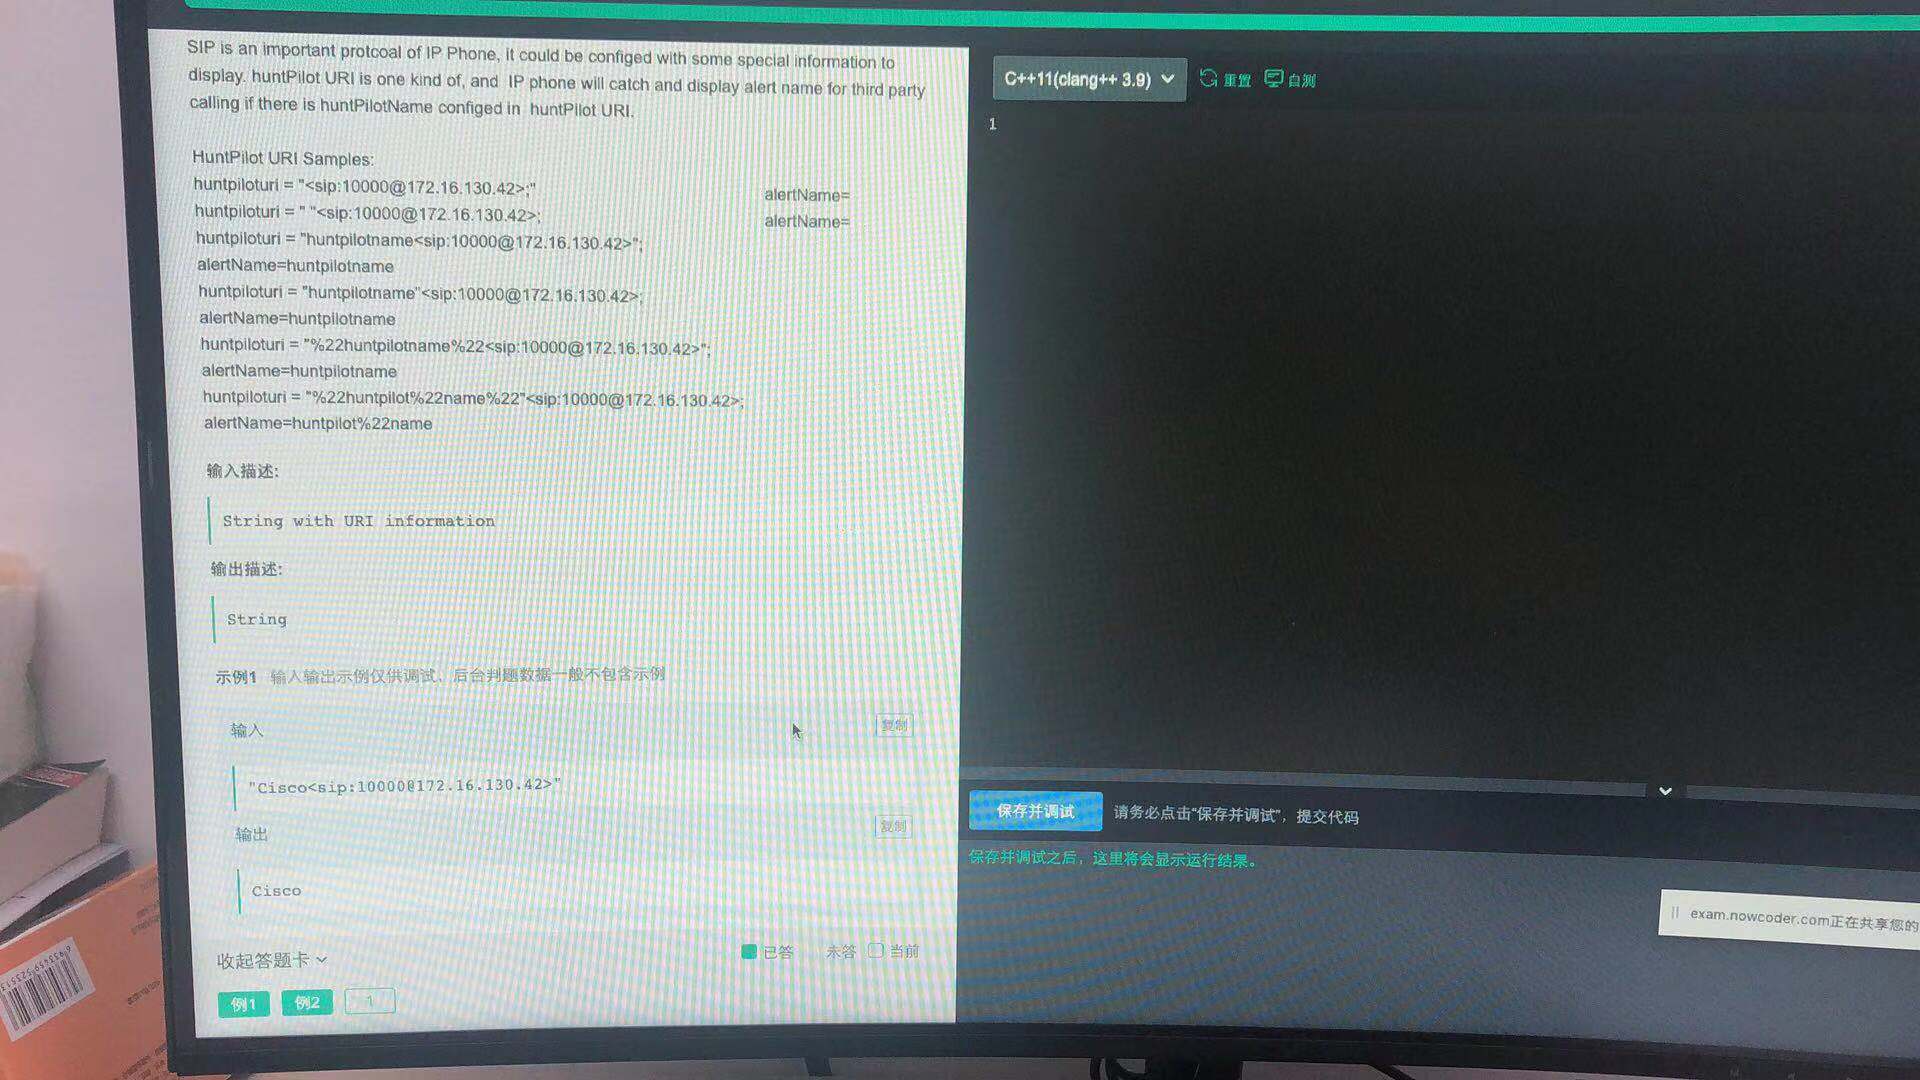 SIP is an important protcoal of IP Phone, it could be configed with some special information to
display. huntPilot URI is one kind of, and IP phone will catch and display alert name for third party
calling if there is huntPilotName configed in huntPilot URI.
HuntPilot URI Samples:
huntpiloturi = "<sip:10000@172.16.130.42>;" alertName=
huntpiloturi = " "<sip:10000@172.16.130.42>; alertName=
huntpiloturi = "huntpilotname<sip:10000@172.16.130.42>";
alertName=huntpilotname
huntpiloturi = "huntpilotname"<sip:10000@172.16.130.42>;
alertName=huntpilotname
huntpiloturi = "%22huntpilotname%22<sip:10000@172.16.130.42>";
alertName=huntpilotname
huntpiloturi = "%22huntpilot%22name%22"<sip:10000@172.16.130.42>;
alertName=huntpilot%22name
输入描述:
String with URI information
输出描述:
String
示例1 输入输出示例仅供调试，后台判题数据一般不包含示例
输入 复制
"Cisco<sip:10000@172.16.130.42>"
输出 复制
Cisco
收起答题卡 已答 未答 当前
例1 例2 1
C++11(clang++ 3.9) 重置 自测
1
保存并调试 请务必点击“保存并调试”，提交代码
保存并调试之后，这里将会显示运行结果。
exam.nowcoder.com正在共享您的